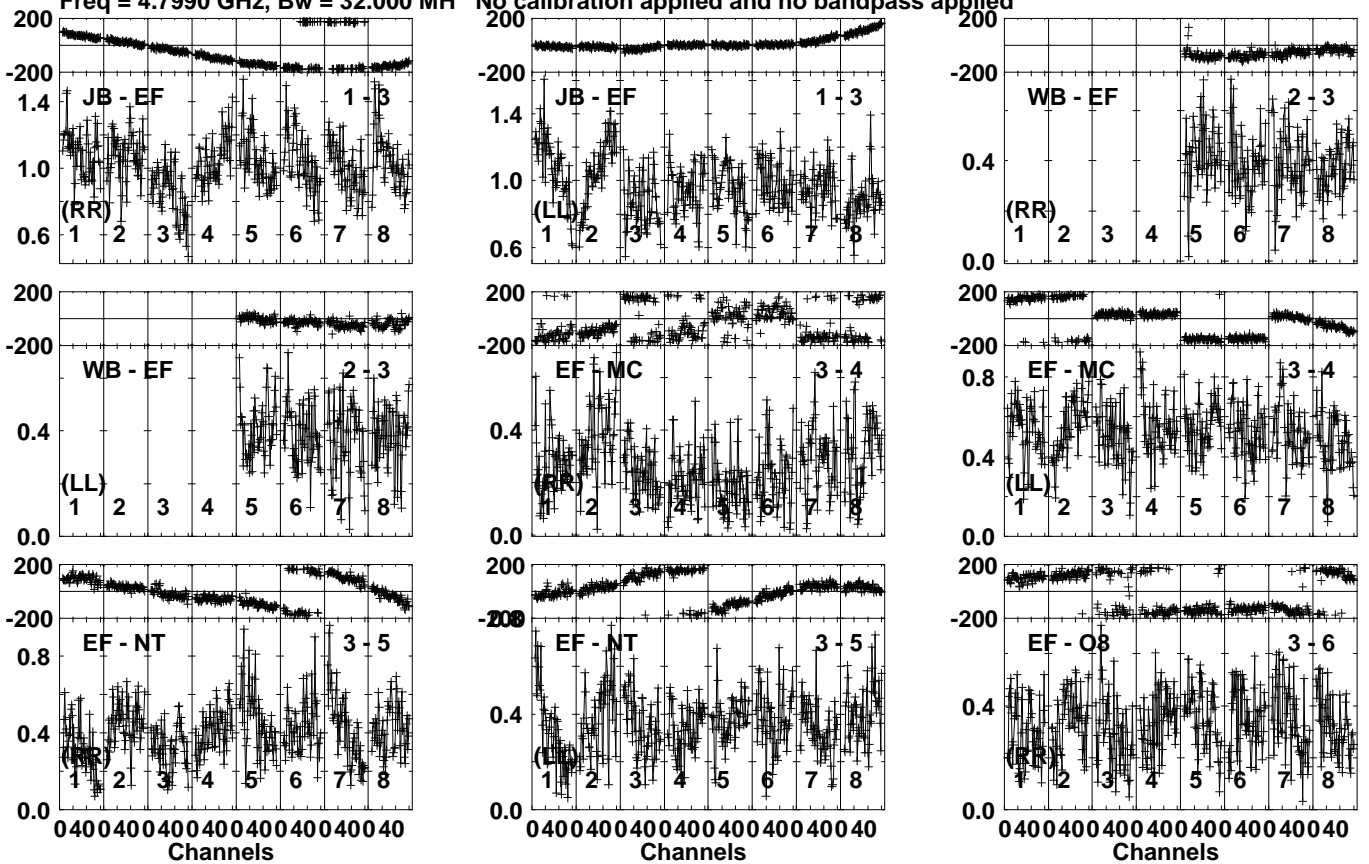 Freq = 4.7990 GHz, Bw = 32.000 MH No calibration applied and no bandpass applied
200
-200
JB - EF 1 - 3
1.4
1.0
0.6
(RR)
1 2 3 4 5 6 7 8
200
-200
JB - EF 1 - 3
1.4
1.0
0.6
(LL)
1 2 3 4 5 6 7 8
200
-200
WB - EF 2 - 3
0.4
0.0
(RR)
1 2 3 4 5 6 7 8
200
-200
WB - EF 2 - 3
0.4
0.0
(LL)
1 2 3 4 5 6 7 8
200
-200
EF - MC 3 - 4
0.4
0.0
(RR)
1 2 3 4 5 6 7 8
200
-200
EF - MC 3 - 4
0.8
0.4
0.0
(LL)
1 2 3 4 5 6 7 8
200
-200
EF - NT 3 - 5
0.8
0.4
0.0
(RR)
1 2 3 4 5 6 7 8
0 40 0 40 0 40 0 40 0 40 0 40 0 40 0 40
Channels
200
-200
0.8
EF - NT 3 - 5
0.4
0.0
(LL)
1 2 3 4 5 6 7 8
0 40 0 40 0 40 0 40 0 40 0 40 0 40 0 40
Channels
200
-200
EF - O8 3 - 6
0.4
0.0
(RR)
1 2 3 4 5 6 7 8
0 40 0 40 0 40 0 40 0 40 0 40 0 40 0 40
Channels